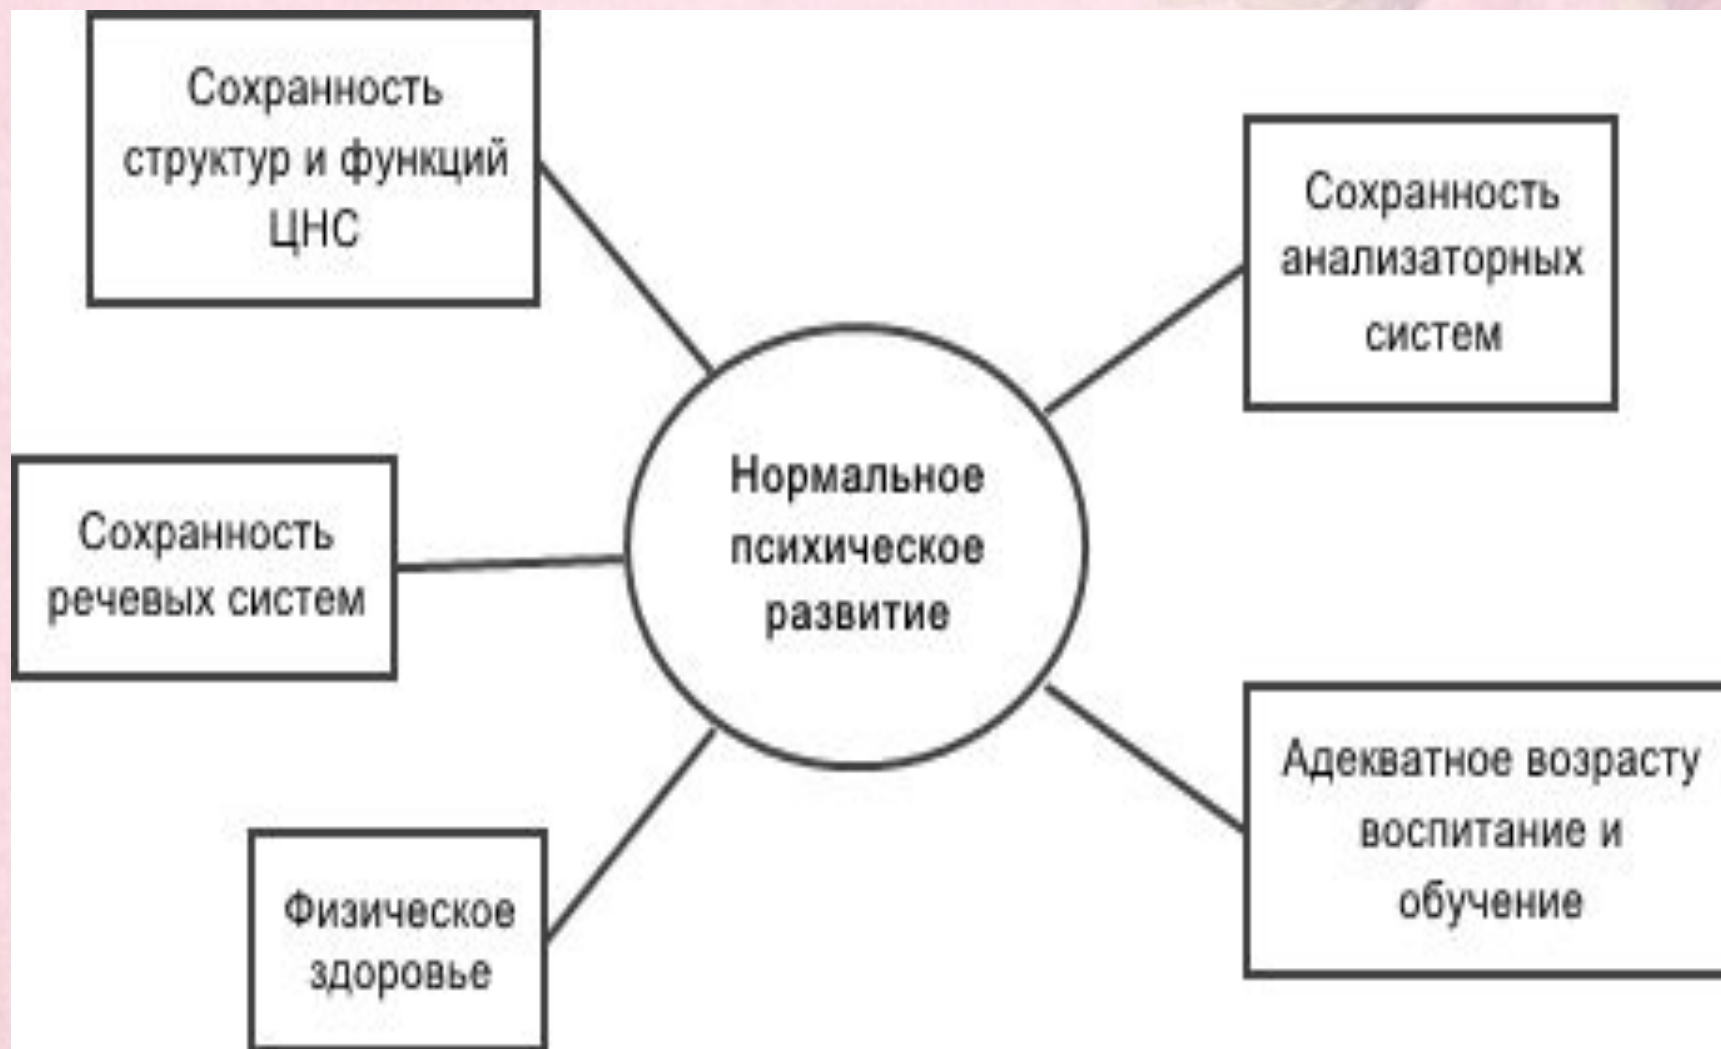 Сохранность
структур и функций
ЦНС
Сохранность
анализаторных
систем
Нормальное
психическое
развитие
Сохранность
речевых систем
Адекватное возрасту
воспитание и
обучение
Физическое
здоровье